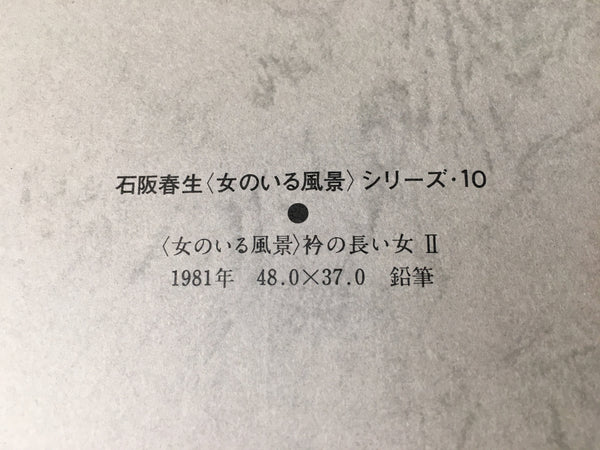 石阪春生〈女のいる風景〉シリーズ・10
●
〈女のいる風景〉衿の長い女 Ⅱ
1981年 48.0×37.0 鉛筆